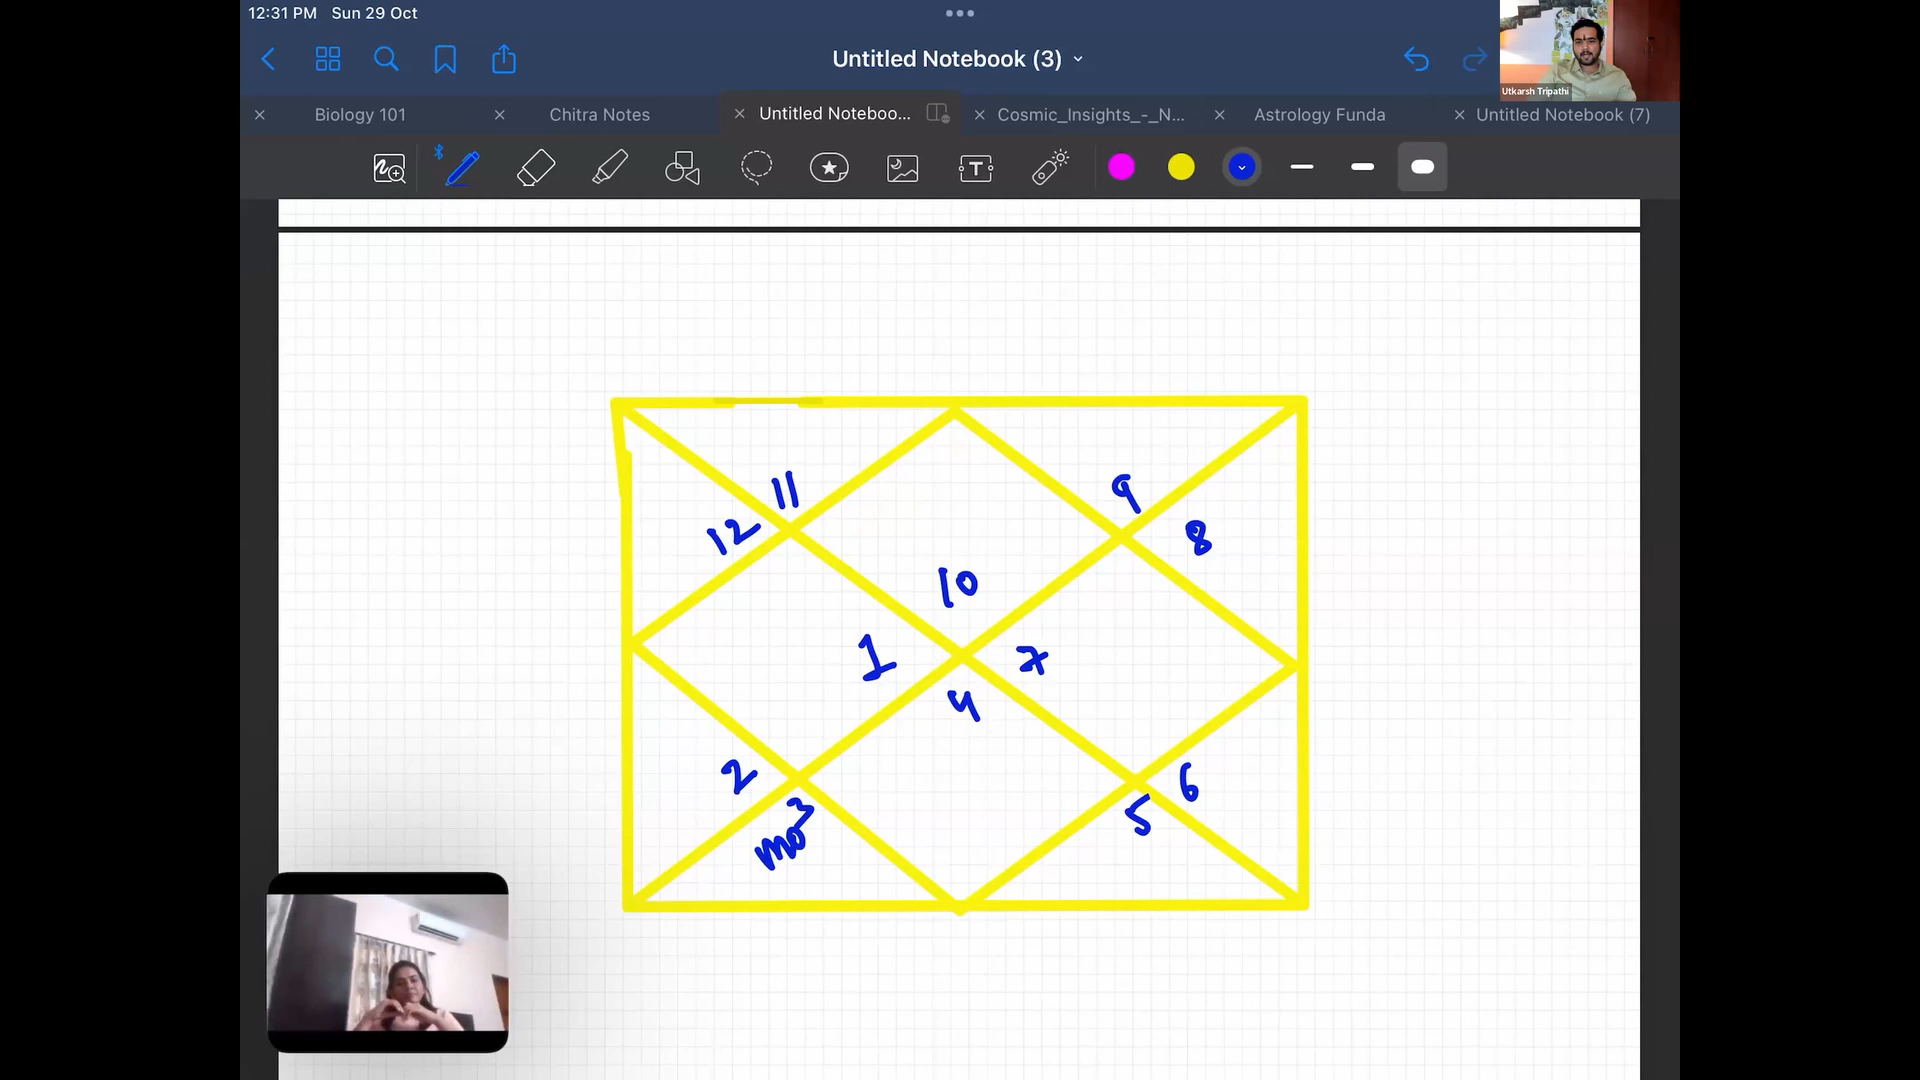 12:31 PM Sun 29 Oct
Untitled Notebook (3)
Utkarsh Tripathi
Biology 101
Chitra Notes
Untitled Noteboo...
Cosmic_Insights_-_N...
Astrology Funda
Untitled Notebook (7)
T
11
9
12
8
10
1
7
4
2
3
6
5
Mo